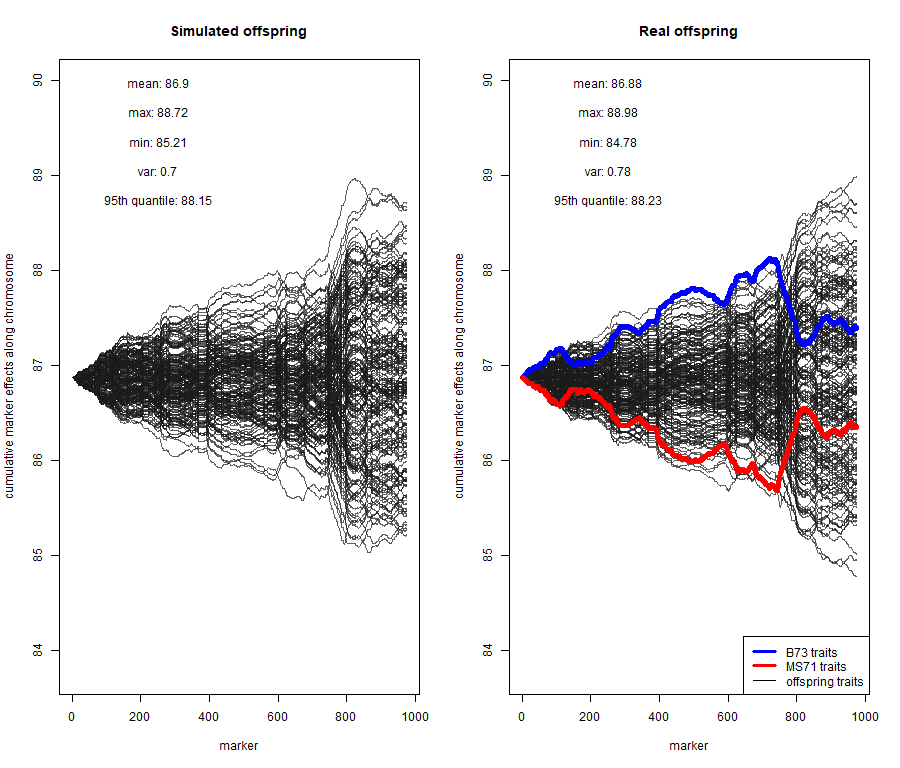 Simulated offspring
mean: 86.9
max: 88.72
min: 85.21
var: 0.7
95th quantile: 88.15
cumulative marker effects along chromosome
90
89
88
87
86
85
84
0 200 400 600 800 1000
marker
Real offspring
mean: 86.88
max: 88.98
min: 84.78
var: 0.78
95th quantile: 88.23
cumulative marker effects along chromosome
90
89
88
87
86
85
84
B73 traits
MS71 traits
offspring traits
0 200 400 600 800 1000
marker